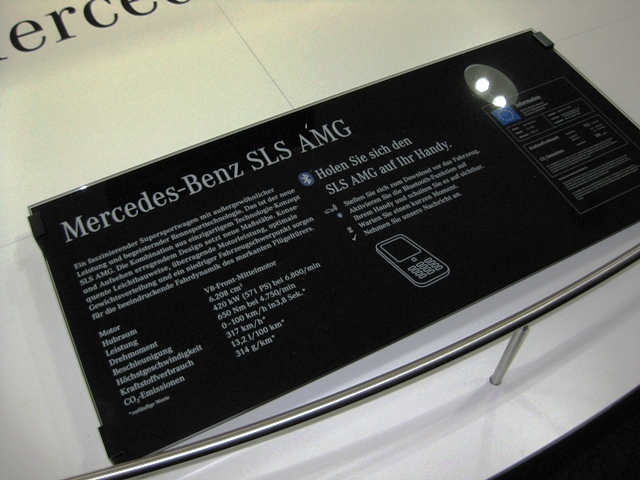 Mercedes-Benz SLS AMG
Ein faszinierender Supersportwagen mit außergewöhnlicher
Leistung und begeisternder Rennsporttechnologie. Das ist der neue
SLS AMG. Die Kombination aus einzigartigem Technologie-Konzept
und Aufsehen erregendem Design setzt neue Maßstäbe. Konse-
quente Leichtbauweise, überragende Motorleistung, optimale
Gewichtsverteilung und ein niedriger Fahrzeugschwerpunkt sorgen
für die beeindruckende Fahrdynamik des markanten Flügeltürers.
Motor V8-Front-Mittelmotor
Hubraum 6.208 cm³
Leistung 420 kW (571 PS) bei 6.800/min
Drehmoment 650 Nm bei 4.750/min
Beschleunigung 0-100 km/h in 3,8 Sek.*
Höchstgeschwindigkeit 317 km/h*
Kraftstoffverbrauch 13,2 l/100 km*
CO₂-Emissionen 314 g/km*
*vorläufige Werte
Holen Sie sich den
SLS AMG auf Ihr Handy.
Stellen Sie sich zum Download vor das Fahrzeug.
Aktivieren Sie die Bluetooth-Funktion auf
Ihrem Handy und schalten Sie es auf sichtbar.
Warten Sie einen kurzen Moment.
Nehmen Sie unsere Nachricht an.